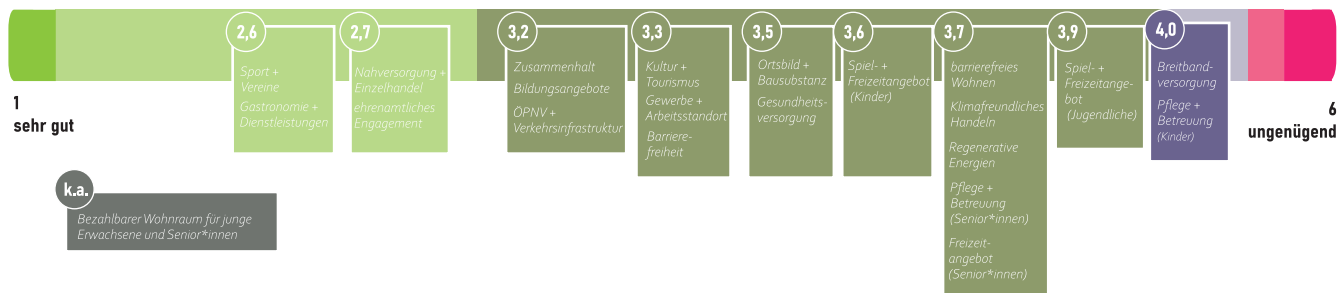 1
sehr gut
2,6
Sport +
Vereine
Gastronomie +
Dienstleistungen
2,7
Nahversorgung +
Einzelhandel
ehrenamtliches
Engagement
3,2
Zusammenhalt
Bildungsangebote
ÖPNV +
Verkehrsinfrastruktur
3,3
Kultur +
Tourismus
Gewerbe +
Arbeitsstandort
Barriere-
freiheit
3,5
Ortsbild +
Bausubstanz
Gesundheits-
versorgung
3,6
Spiel- +
Freizeitangebot
(Kinder)
3,7
barrierefreies
Wohnen
Klimafreundliches
Handeln
Regenerative
Energien
Pflege +
Betreuung
(Senior*innen)
Freizeit-
angebot
(Senior*innen)
3,9
Spiel- +
Freizeitange-
bot
(Jugendliche)
4,0
Breitband-
versorgung
Pflege +
Betreuung
(Kinder)
6
ungenügend
k.a.
Bezahlbarer Wohnraum für junge
Erwachsene und Senior*innen